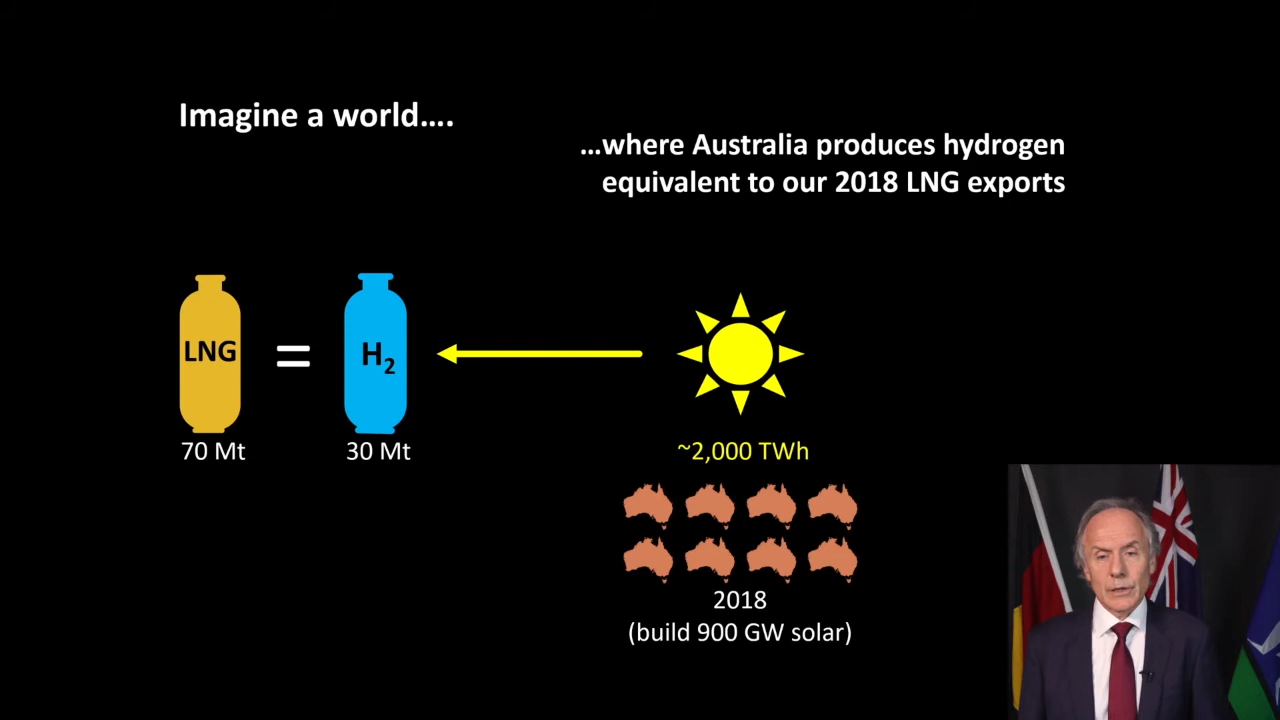 Imagine a world....
...where Australia produces hydrogen
equivalent to our 2018 LNG exports
LNG
=
H₂
70 Mt
30 Mt
~2,000 TWh
2018
(build 900 GW solar)